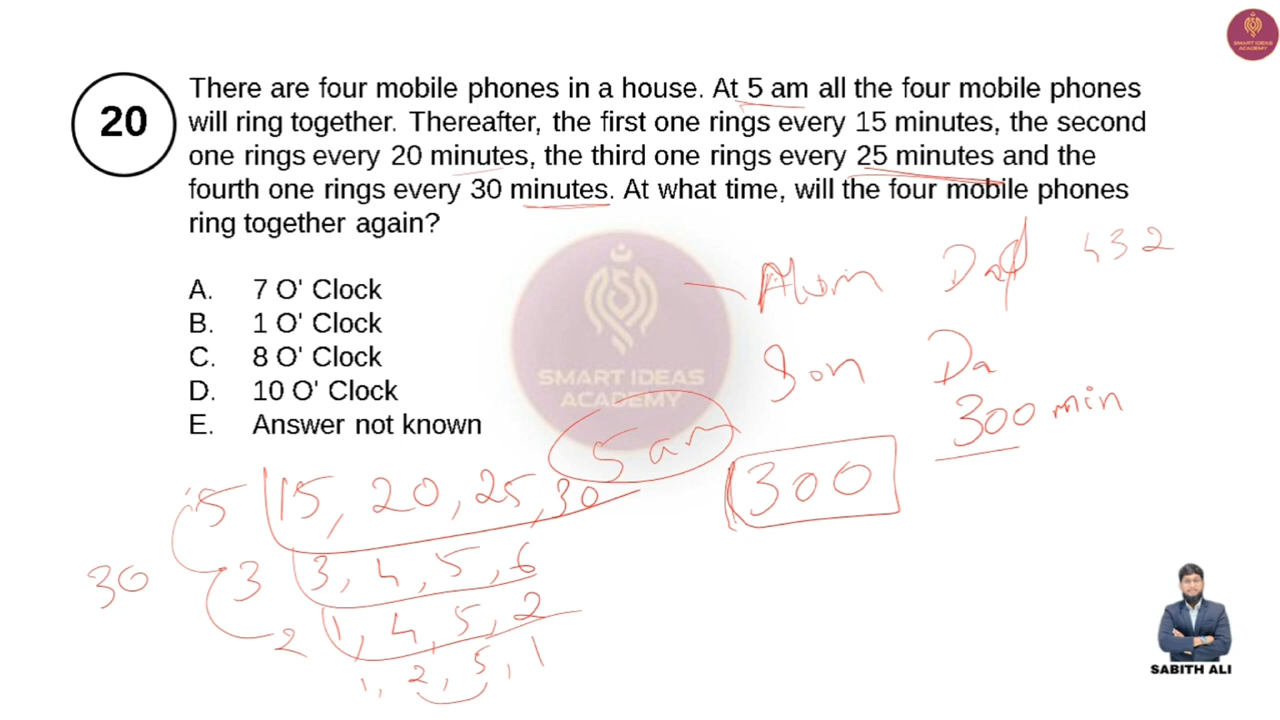 SMART IDEAS
ACADEMY
20
There are four mobile phones in a house. At 5 am all the four mobile phones
will ring together. Thereafter, the first one rings every 15 minutes, the second
one rings every 20 minutes, the third one rings every 25 minutes and the
fourth one rings every 30 minutes. At what time, will the four mobile phones
ring together again?
A. 7 O' Clock
B. 1 O' Clock
C. 8 O' Clock
D. 10 O' Clock
E. Answer not known
SMART IDEAS
ACADEMY
432
Son Da
300 min
5 am
300
5 15, 20, 25, 30
30 3 3, 4, 5, 6
2 1, 4, 5, 2
1, 2, 5, 1
SABITH ALI